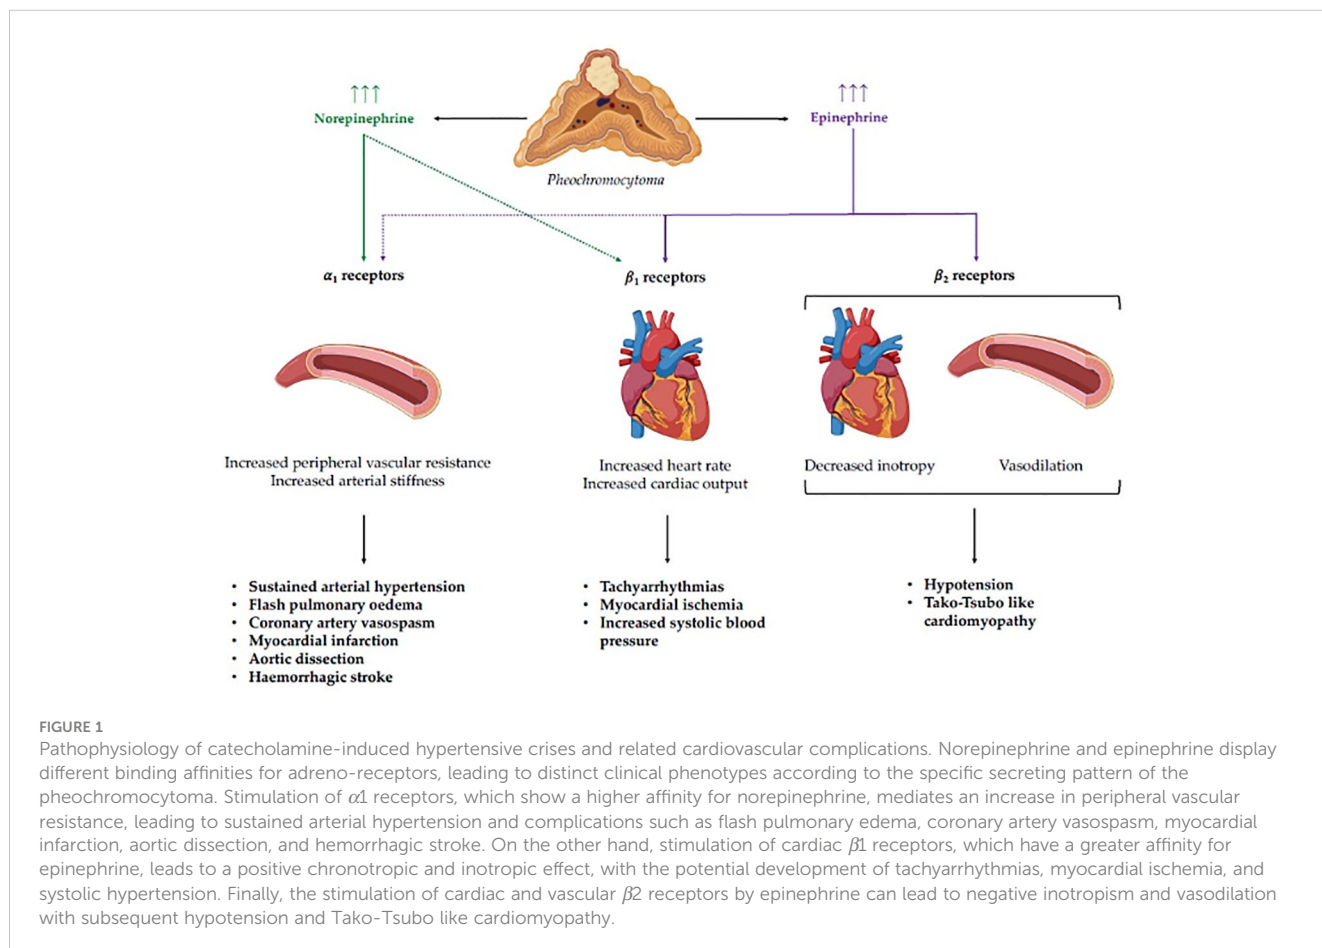 ↑↑↑
Norepinephrine
↑↑↑
Epinephrine
Pheochromocytoma
α₁ receptors
β₁ receptors
β₂ receptors
Increased peripheral vascular resistance
Increased arterial stiffness
Increased heart rate
Increased cardiac output
Decreased inotropy
Vasodilation
• Sustained arterial hypertension
• Flash pulmonary oedema
• Coronary artery vasospasm
• Myocardial infarction
• Aortic dissection
• Haemorrhagic stroke
• Tachyarrhythmias
• Myocardial ischemia
• Increased systolic blood
pressure
• Hypotension
• Tako-Tsubo like
cardiomyopathy
FIGURE 1
Pathophysiology of catecholamine-induced hypertensive crises and related cardiovascular complications. Norepinephrine and epinephrine display
different binding affinities for adreno-receptors, leading to distinct clinical phenotypes according to the specific secreting pattern of the
pheochromocytoma. Stimulation of α1 receptors, which show a higher affinity for norepinephrine, mediates an increase in peripheral vascular
resistance, leading to sustained arterial hypertension and complications such as flash pulmonary edema, coronary artery vasospasm, myocardial
infarction, aortic dissection, and hemorrhagic stroke. On the other hand, stimulation of cardiac β1 receptors, which have a greater affinity for
epinephrine, leads to a positive chronotropic and inotropic effect, with the potential development of tachyarrhythmias, myocardial ischemia, and
systolic hypertension. Finally, the stimulation of cardiac and vascular β2 receptors by epinephrine can lead to negative inotropism and vasodilation
with subsequent hypotension and Tako-Tsubo like cardiomyopathy.